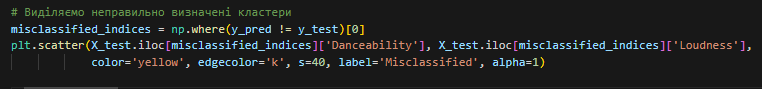 # Виділяємо неправильно визначені кластери
misclassified_indices = np.where(y_pred != y_test)[0]
plt.scatter(X_test.iloc[misclassified_indices]['Danceability'], X_test.iloc[misclassified_indices]['Loudness'],
color='yellow', edgecolor='k', s=40, label='Misclassified', alpha=1)